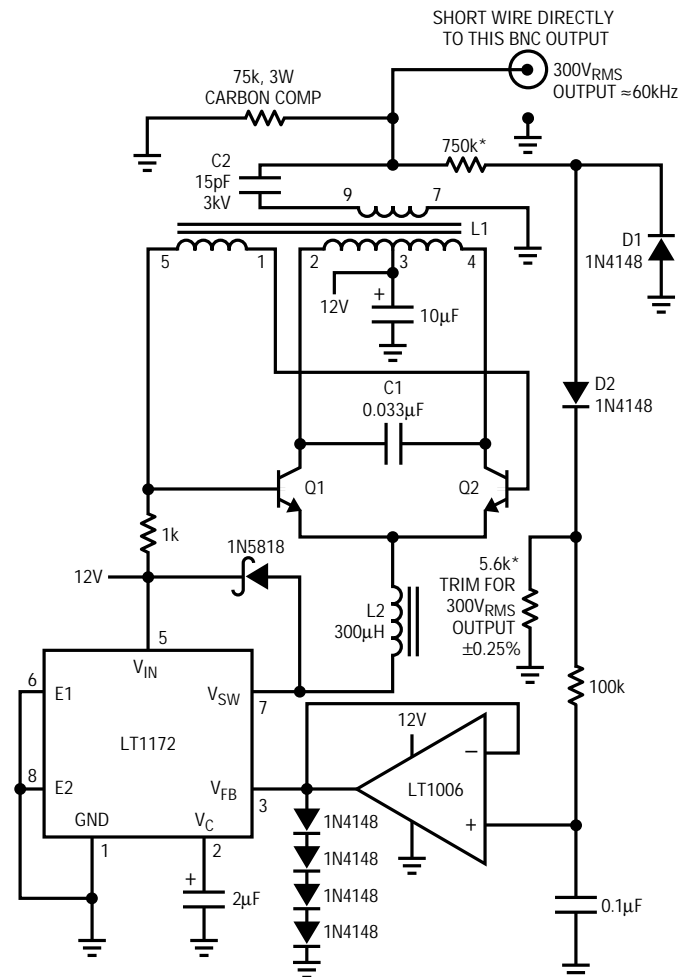 SHORT WIRE DIRECTLY
TO THIS BNC OUTPUT
75k, 3W
CARBON COMP
300VRMS
OUTPUT ≈60kHz
750k*
C2
15pF
3kV
9
7
L1
D1
1N4148
5
1
2
3
4
12V
+
10µF
D2
1N4148
C1
0.033µF
Q1
Q2
1k
1N5818
12V
5.6k*
TRIM FOR
300VRMS
OUTPUT
±0.25%
L2
300µH
5
VIN
6
E1
VSW
7
100k
LT1172
12V
–
8
E2
VFB
3
LT1006
+
GND
VC
1
2
1N4148
1N4148
1N4148
1N4148
+
2µF
0.1µF